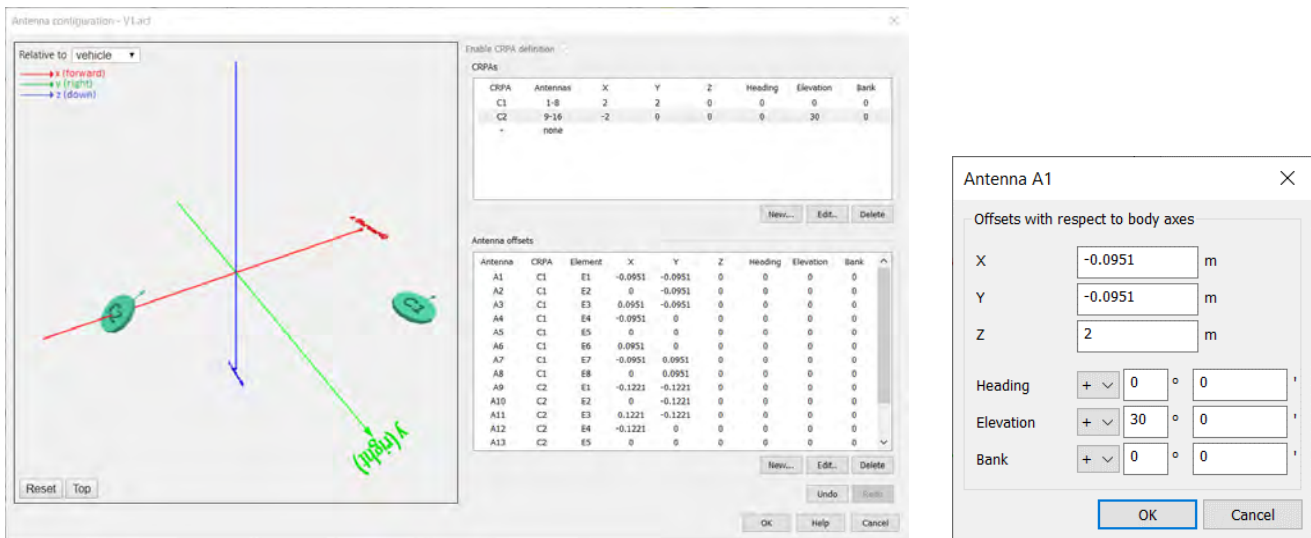 Antenna configuration - V1.act
Relative to vehicle
x (forward)
y (right)
z (down)
C2
C1
y(right)
Reset Top
Enable CRPA definition
CRPAs
CRPA Antennas X Y Z Heading Elevation Bank
C1 1-8 2 2 0 0 0 0
C2 9-16 -2 0 0 0 30 0
- none
New... Edit... Delete
Antenna offsets
Antenna CRPA Element X Y Z Heading Elevation Bank
A1 C1 E1 -0.0951 -0.0951 0 0 0 0
A2 C1 E2 0 -0.0951 0 0 0 0
A3 C1 E3 0.0951 -0.0951 0 0 0 0
A4 C1 E4 -0.0951 0 0 0 0 0
A5 C1 E5 0 0 0 0 0 0
A6 C1 E6 0.0951 0 0 0 0 0
A7 C1 E7 -0.0951 0.0951 0 0 0 0
A8 C1 E8 0 0.0951 0 0 0 0
A9 C2 E1 -0.1221 -0.1221 0 0 0 0
A10 C2 E2 0 -0.1221 0 0 0 0
A11 C2 E3 0.1221 -0.1221 0 0 0 0
A12 C2 E4 -0.1221 0 0 0 0 0
A13 C2 E5 0 0 0 0 0 0
New... Edit... Delete
Undo Redo
OK Help Cancel
Antenna A1
Offsets with respect to body axes
X -0.0951 m
Y -0.0951 m
Z 2 m
Heading + 0 ° 0 '
Elevation + 30 ° 0 '
Bank + 0 ° 0 '
OK Cancel